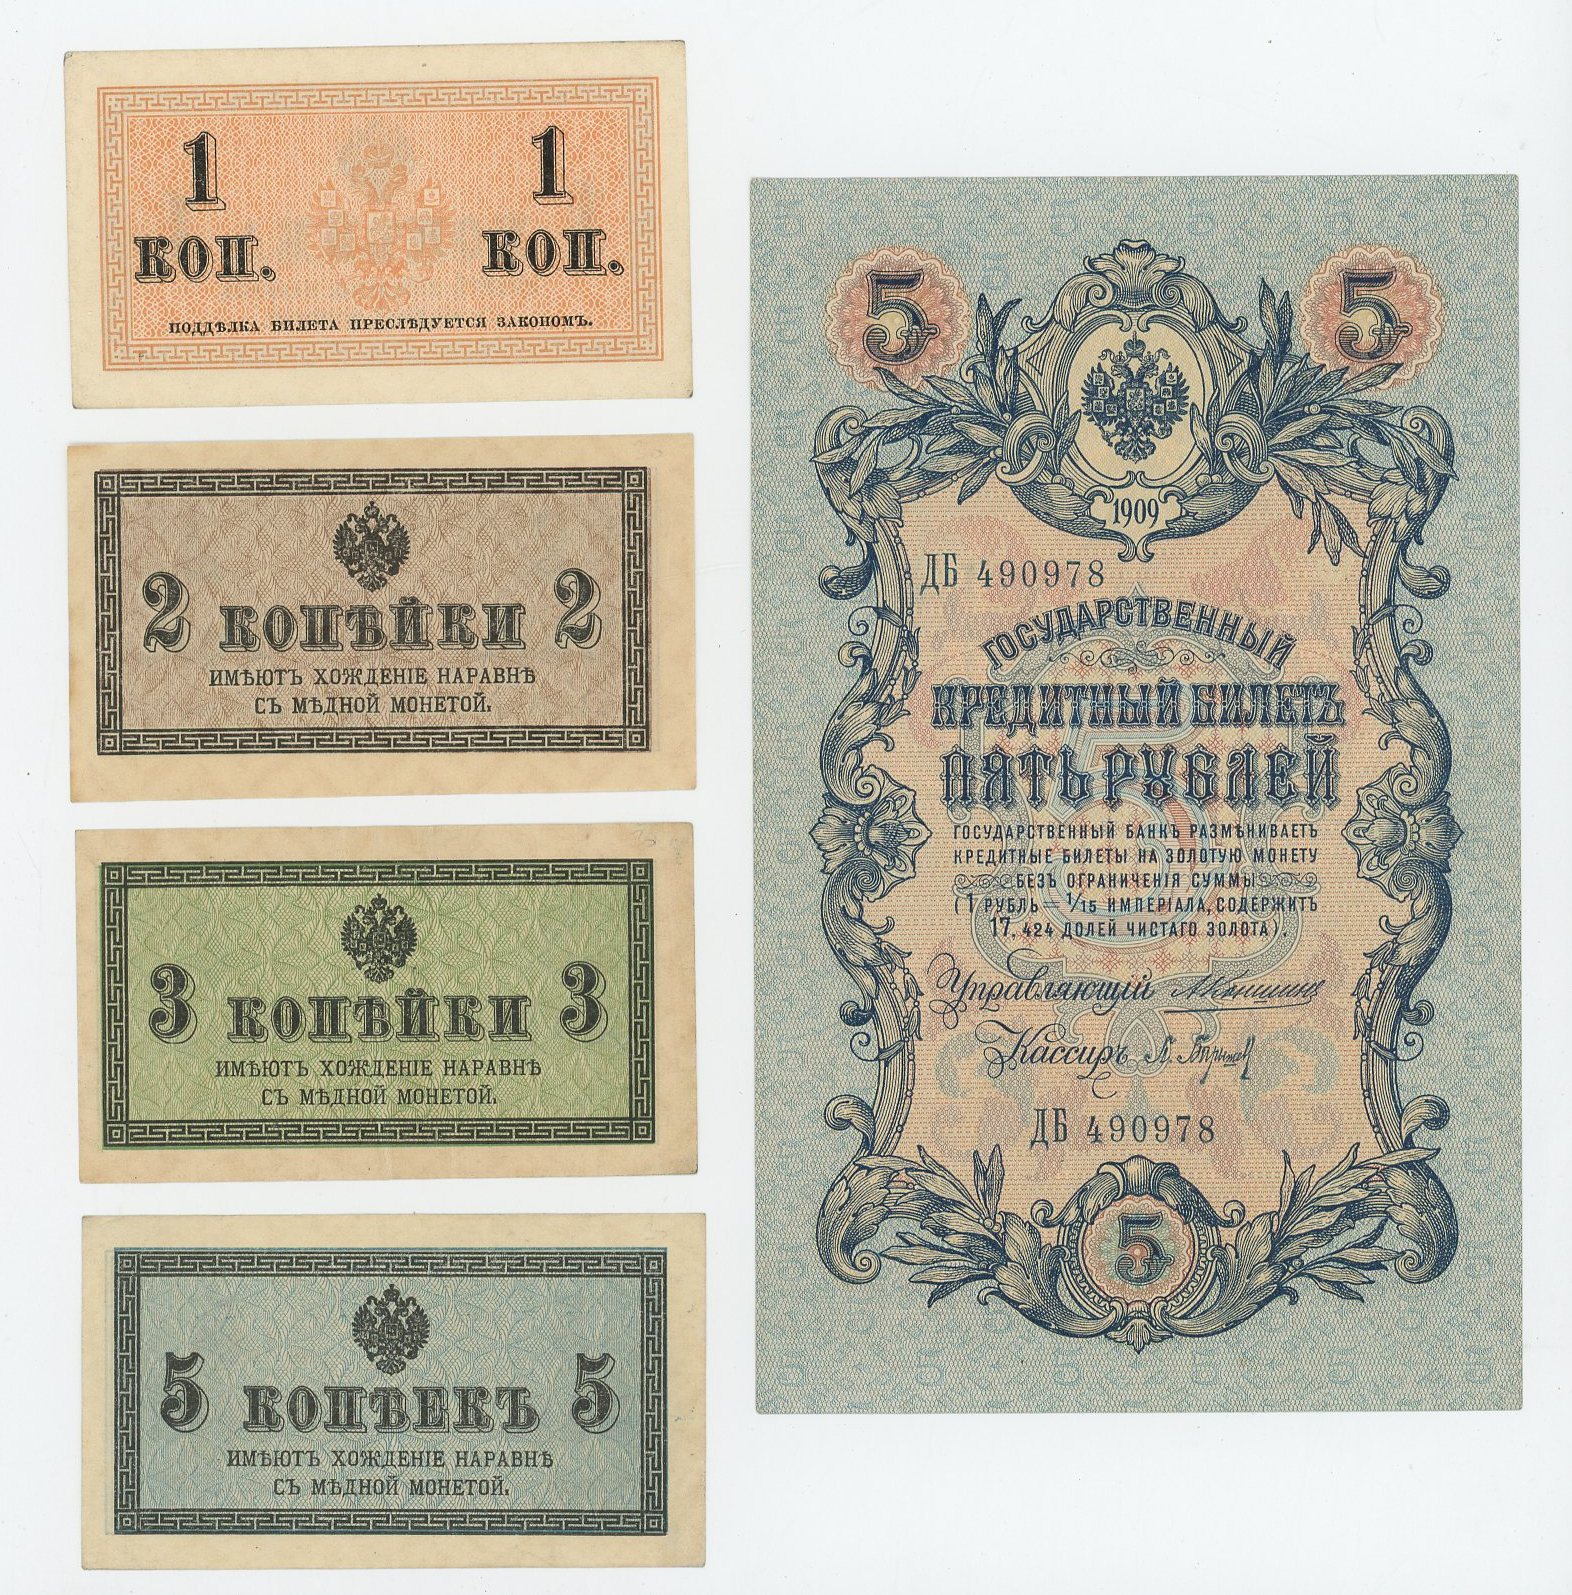 1 1
КОП. КОП.
ПОДДѢЛКА БИЛЕТА ПРЕСЛѢДУЕТСЯ ЗАКОНОМЪ.
2 КОПѢЙКИ 2
ИМѢЮТЪ ХОЖДЕНІЕ НАРАВНѢ
СЪ МѢДНОЙ МОНЕТОЙ.
3 КОПѢЙКИ 3
ИМѢЮТЪ ХОЖДЕНІЕ НАРАВНѢ
СЪ МѢДНОЙ МОНЕТОЙ.
5 КОПѢЕКЪ 5
ИМѢЮТЪ ХОЖДЕНІЕ НАРАВНѢ
СЪ МѢДНОЙ МОНЕТОЙ.
5 5
1909
ДБ 490978
ГОСУДАРСТВЕННЫЙ
КРЕДИТНЫЙ БИЛЕТЪ
ПЯТЬ РУБЛЕЙ
ГОСУДАРСТВЕННЫЙ БАНКЪ РАЗМѢНИВАЕТЪ
КРЕДИТНЫЕ БИЛЕТЫ НА ЗОЛОТУЮ МОНЕТУ
БЕЗЪ ОГРАНИЧЕНІЯ СУММЫ
(1 РУБЛЬ = 1/15 ИМПЕРІАЛА, СОДЕРЖИТЪ
17,424 ДОЛЕЙ ЧИСТАГО ЗОЛОТА).
Управляющій АКоншинъ
Кассиръ
ДБ 490978
5